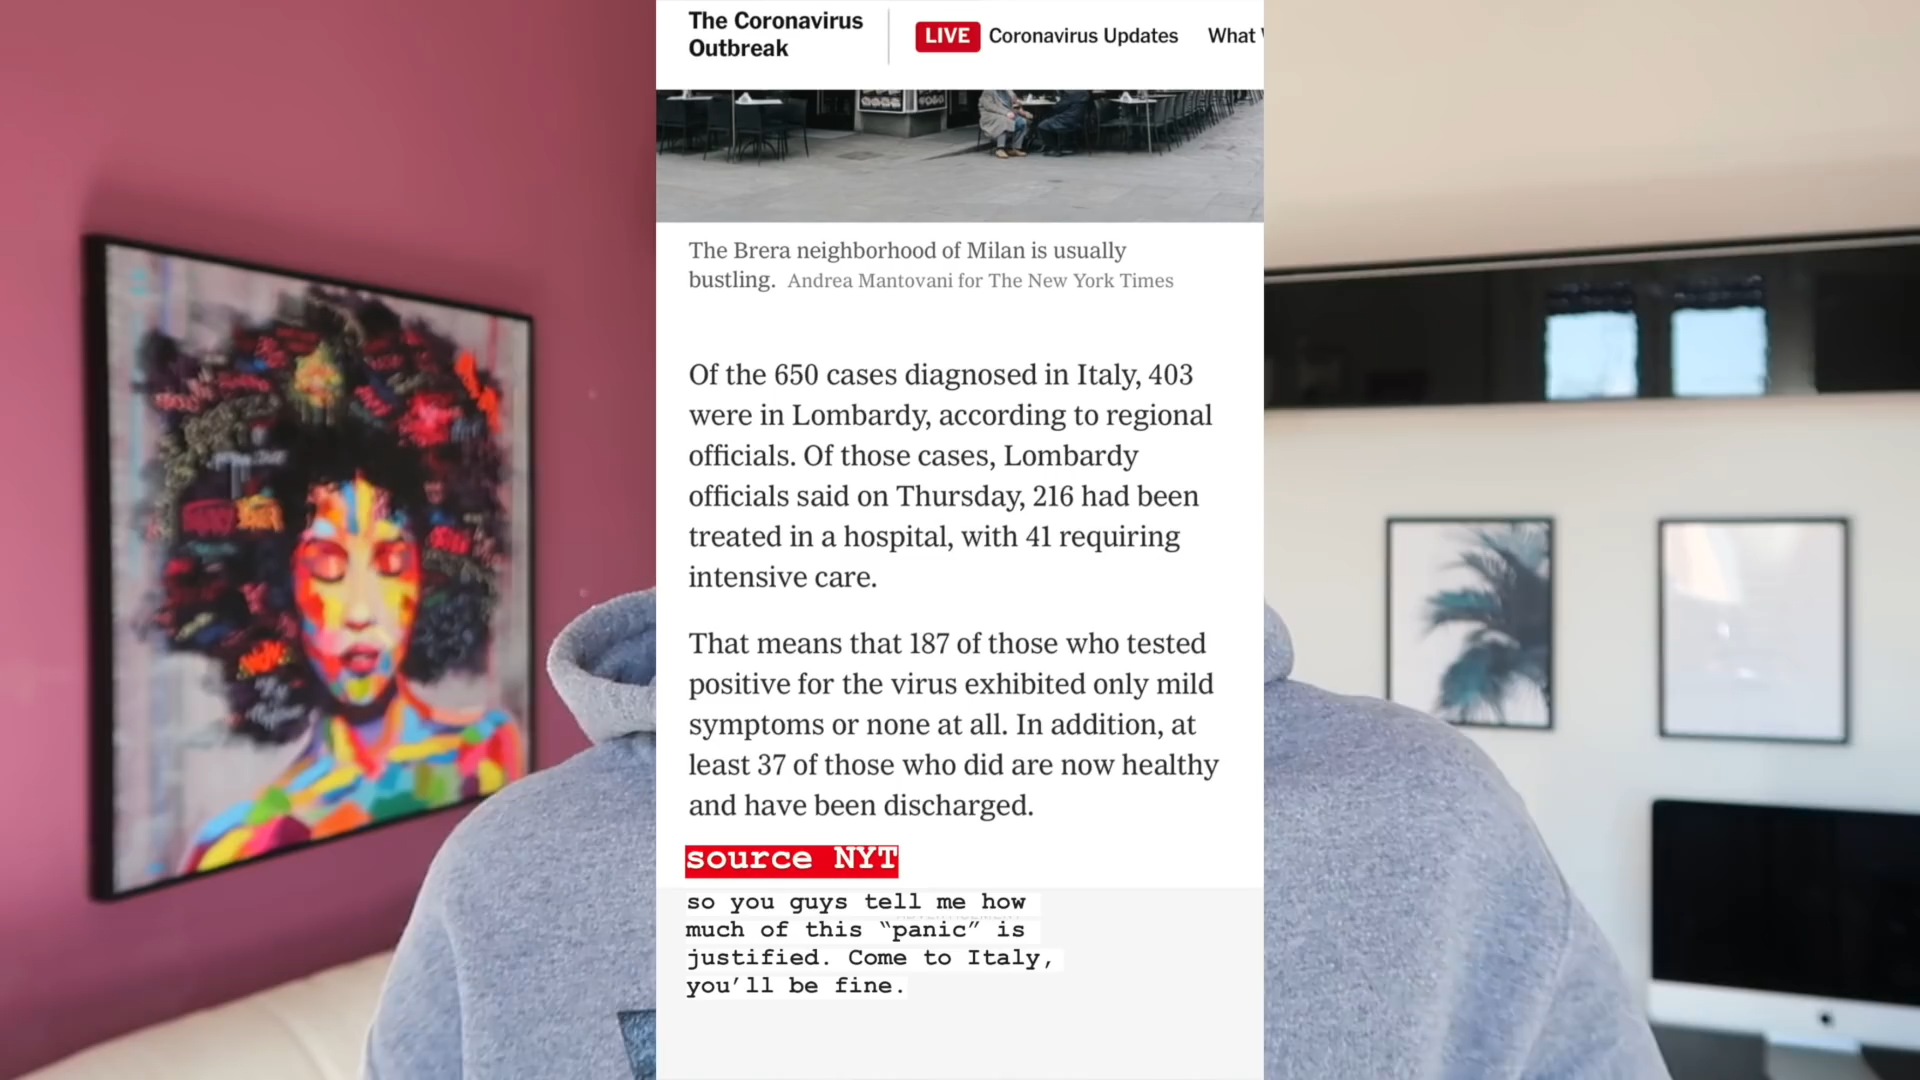 The Coronavirus
Outbreak
LIVE Coronavirus Updates What
The Brera neighborhood of Milan is usually
bustling. Andrea Mantovani for The New York Times
Of the 650 cases diagnosed in Italy, 403
were in Lombardy, according to regional
officials. Of those cases, Lombardy
officials said on Thursday, 216 had been
treated in a hospital, with 41 requiring
intensive care.
That means that 187 of those who tested
positive for the virus exhibited only mild
symptoms or none at all. In addition, at
least 37 of those who did are now healthy
and have been discharged.
source NYT
so you guys tell me how
much of this “panic” is
justified. Come to Italy,
you’ll be fine.